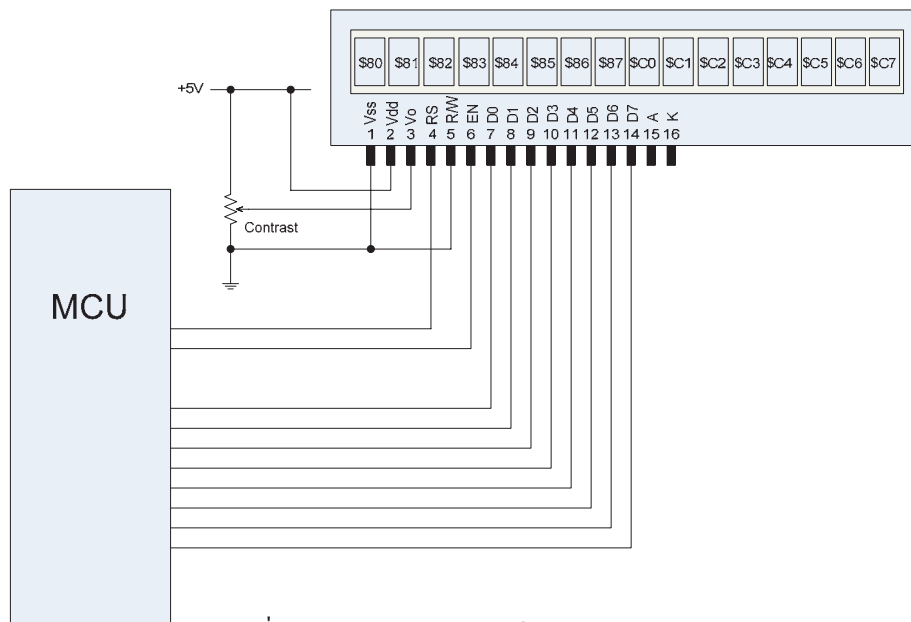 $80 $81 $82 $83 $84 $85 $86 $87 $C0 $C1 $C2 $C3 $C4 $C5 $C6 $C7
+5V
Vss Vdd Vo RS R/W EN D0 D1 D2 D3 D4 D5 D6 D7 A K
1 2 3 4 5 6 7 8 9 10 11 12 13 14 15 16
Contrast
MCU